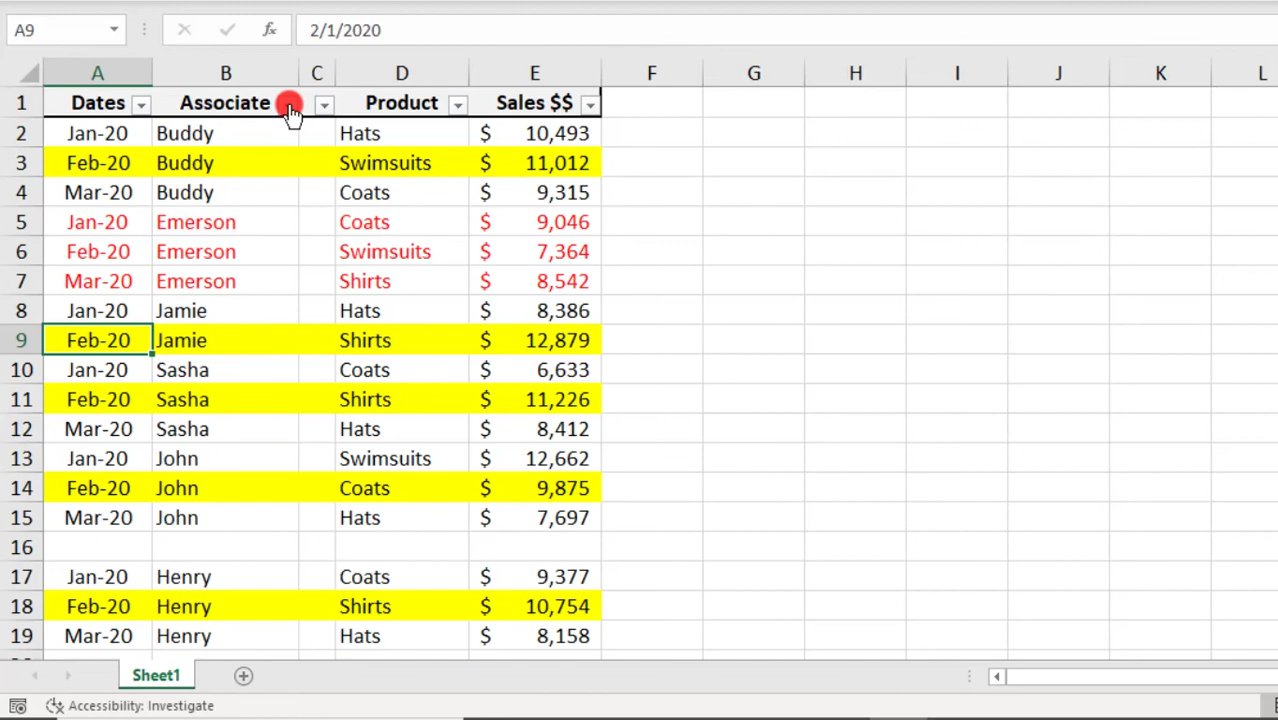 A9 fx 2/1/2020
A B C D E F G H I J K L
1 Dates Associate Product Sales $$
2 Jan-20 Buddy Hats $ 10,493
3 Feb-20 Buddy Swimsuits $ 11,012
4 Mar-20 Buddy Coats $ 9,315
5 Jan-20 Emerson Coats $ 9,046
6 Feb-20 Emerson Swimsuits $ 7,364
7 Mar-20 Emerson Shirts $ 8,542
8 Jan-20 Jamie Hats $ 8,386
9 Feb-20 Jamie Shirts $ 12,879
10 Jan-20 Sasha Coats $ 6,633
11 Feb-20 Sasha Shirts $ 11,226
12 Mar-20 Sasha Hats $ 8,412
13 Jan-20 John Swimsuits $ 12,662
14 Feb-20 John Coats $ 9,875
15 Mar-20 John Hats $ 7,697
16
17 Jan-20 Henry Coats $ 9,377
18 Feb-20 Henry Shirts $ 10,754
19 Mar-20 Henry Hats $ 8,158
Sheet1
Accessibility: Investigate